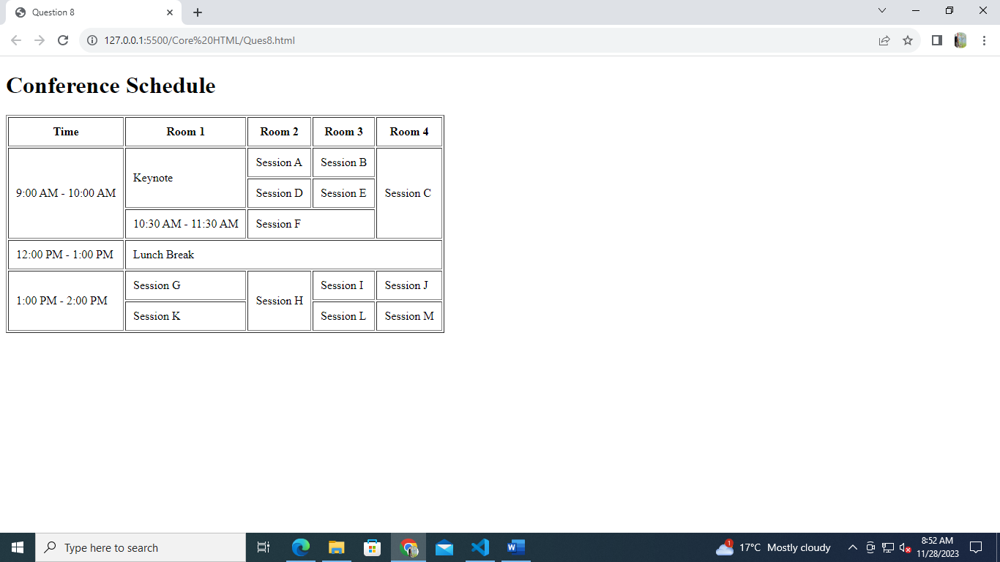 Question 8
127.0.0.1:5500/Core%20HTML/Ques8.html
Conference Schedule
Time Room 1 Room 2 Room 3 Room 4
9:00 AM - 10:00 AM Keynote Session A Session B Session C
Session D Session E
10:30 AM - 11:30 AM Session F
12:00 PM - 1:00 PM Lunch Break
1:00 PM - 2:00 PM Session G Session H Session I Session J
Session K Session L Session M
Type here to search
1
17°C Mostly cloudy
8:52 AM
11/28/2023